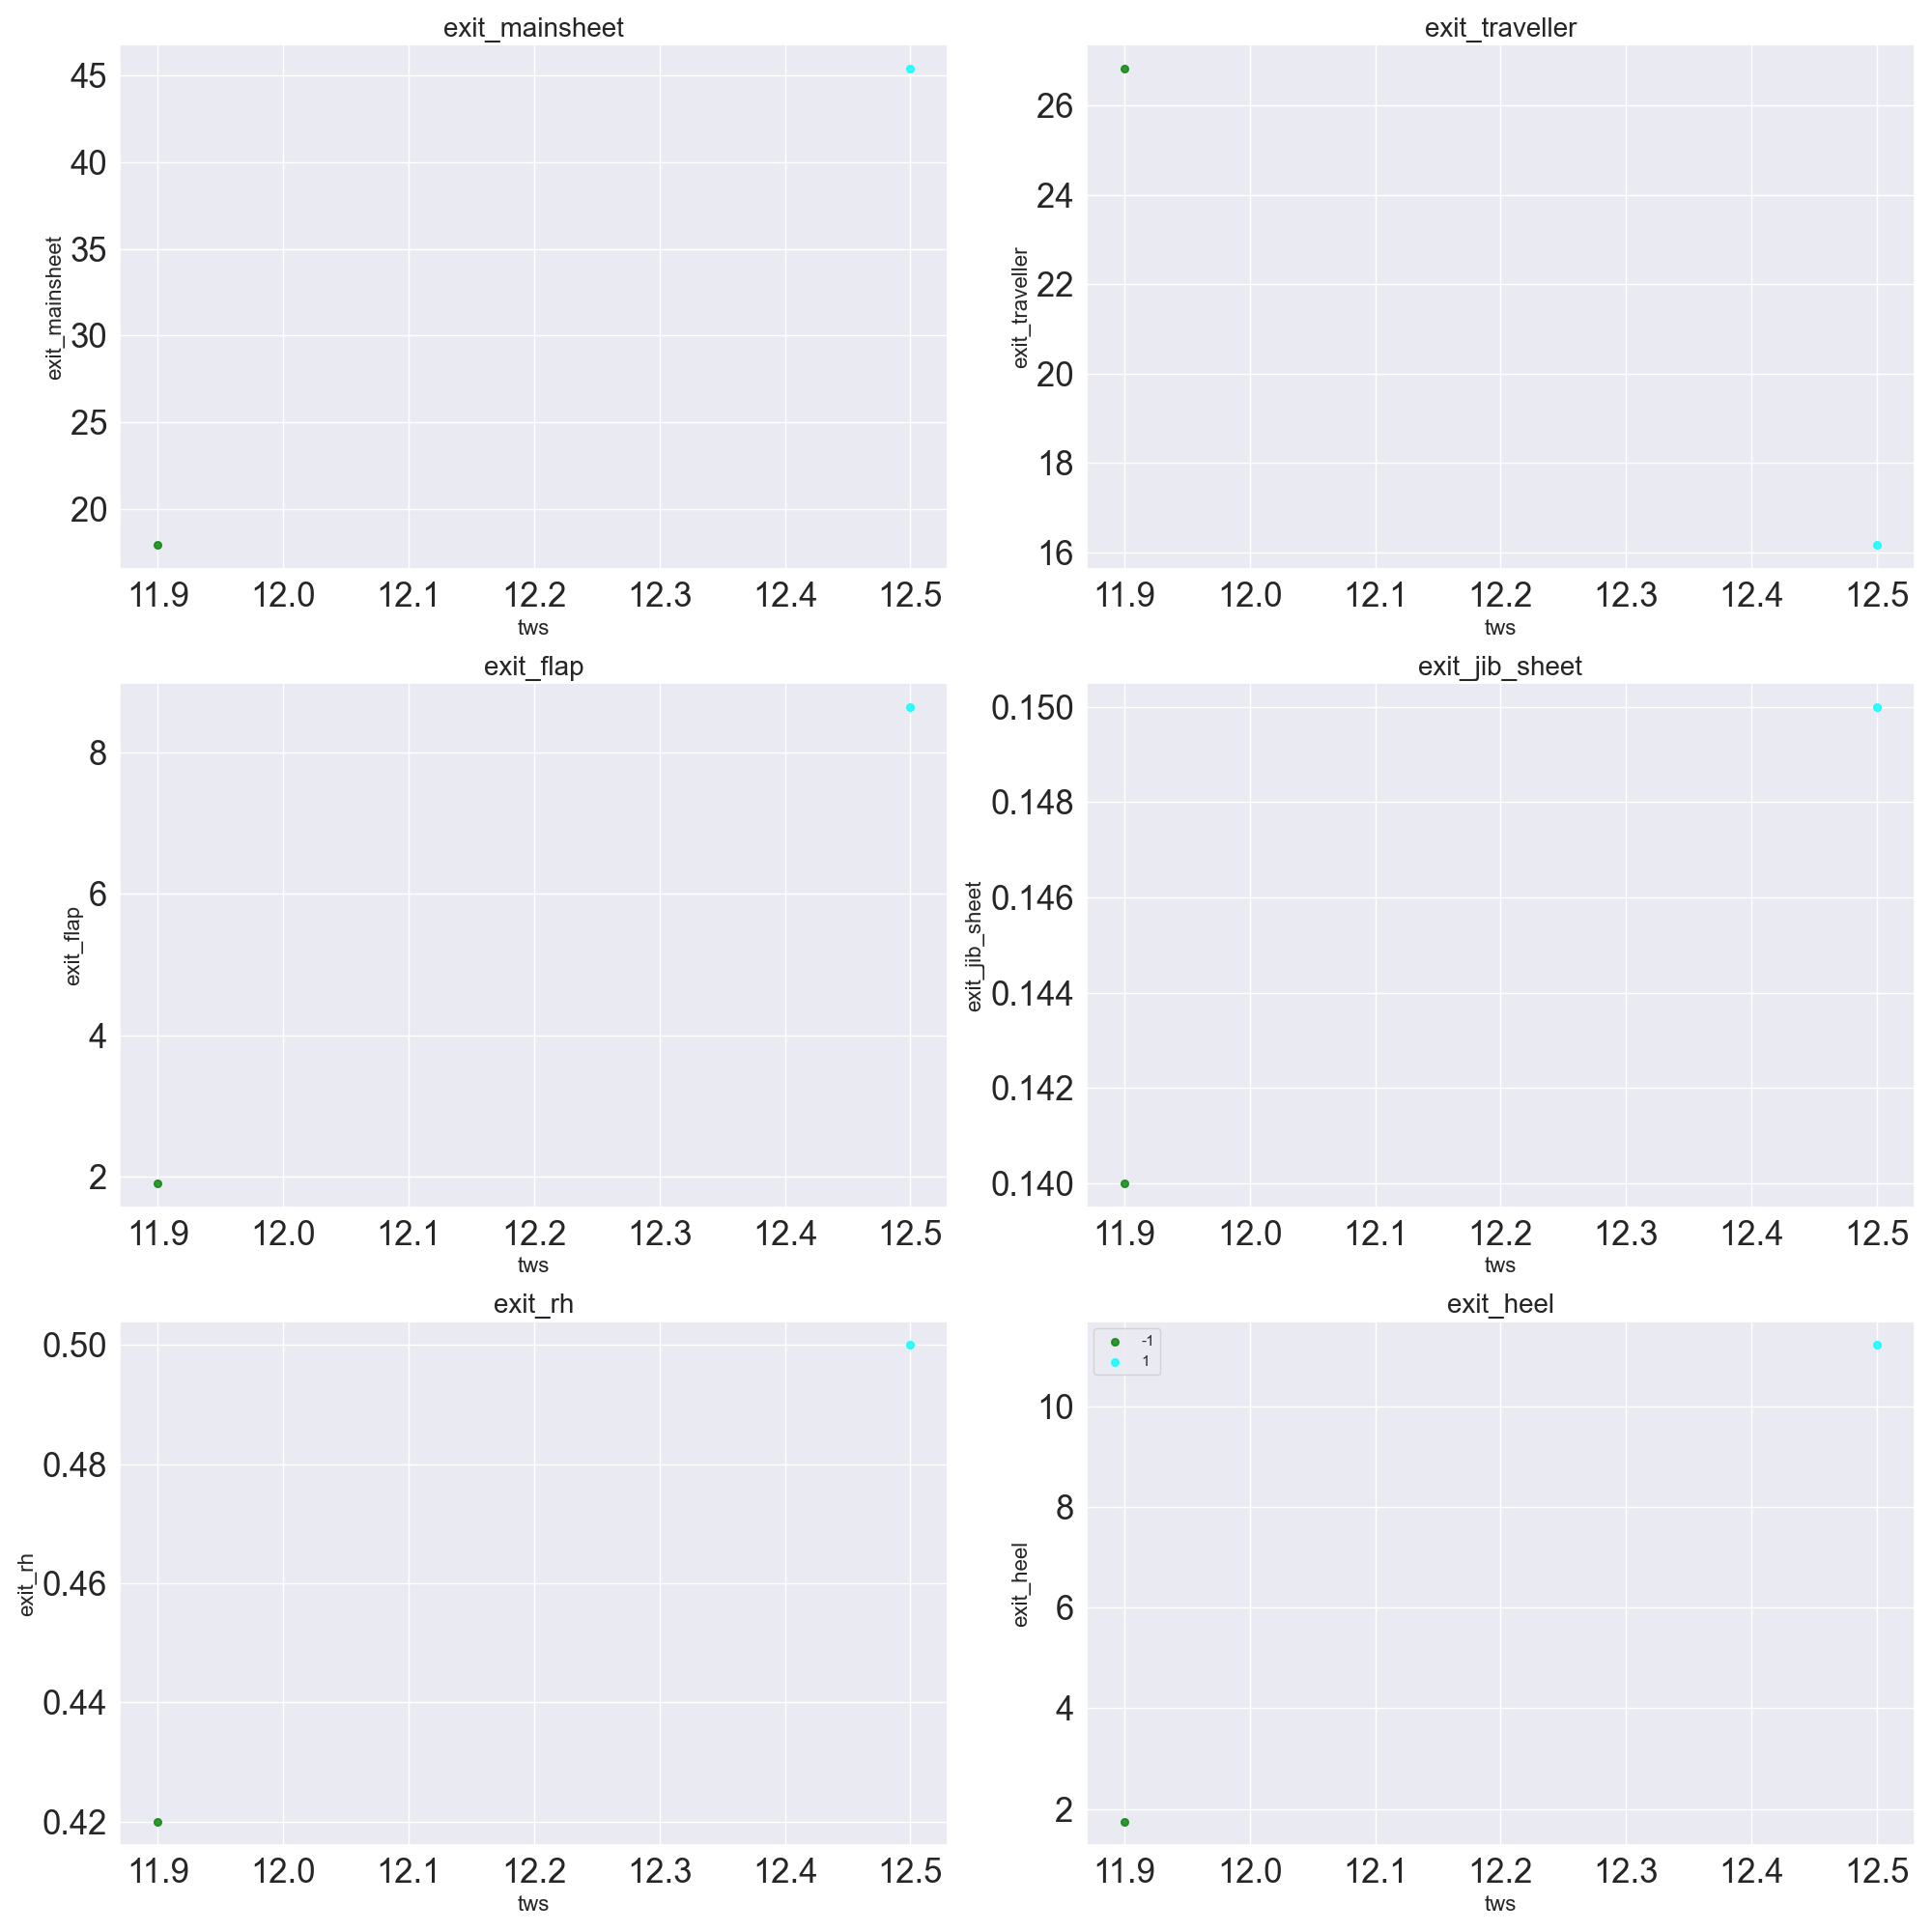 exit_mainsheet
exit_mainsheet
45
40
35
30
25
20
11.9 12.0 12.1 12.2 12.3 12.4 12.5
tws
exit_traveller
exit_traveller
26
24
22
20
18
16
11.9 12.0 12.1 12.2 12.3 12.4 12.5
tws
exit_flap
exit_flap
8
6
4
2
11.9 12.0 12.1 12.2 12.3 12.4 12.5
tws
exit_jib_sheet
exit_jib_sheet
0.150
0.148
0.146
0.144
0.142
0.140
11.9 12.0 12.1 12.2 12.3 12.4 12.5
tws
exit_rh
exit_rh
0.50
0.48
0.46
0.44
0.42
11.9 12.0 12.1 12.2 12.3 12.4 12.5
tws
exit_heel
-1
1
exit_heel
10
8
6
4
2
11.9 12.0 12.1 12.2 12.3 12.4 12.5
tws